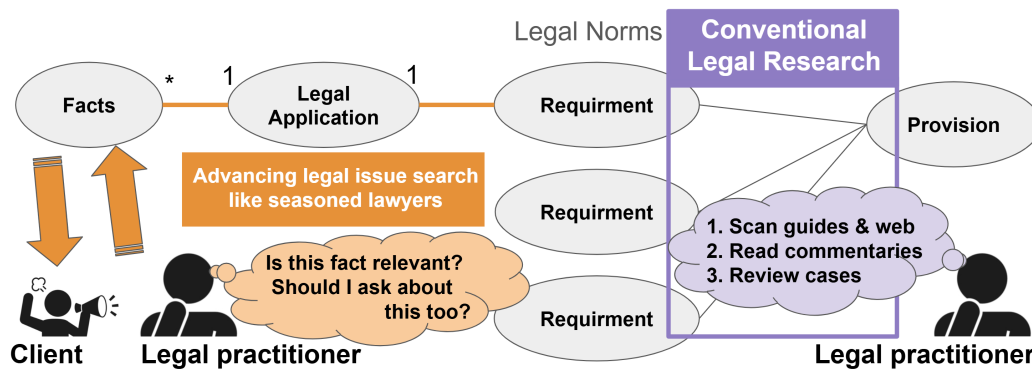 Legal Norms
Conventional
Legal Research
*
1
1
Facts
Legal
Application
Requirment
Provision
Advancing legal issue search
like seasoned lawyers
Requirment
1. Scan guides & web
2. Read commentaries
3. Review cases
Is this fact relevant?
Should I ask about
this too?
Requirment
Client
Legal practitioner
Legal practitioner